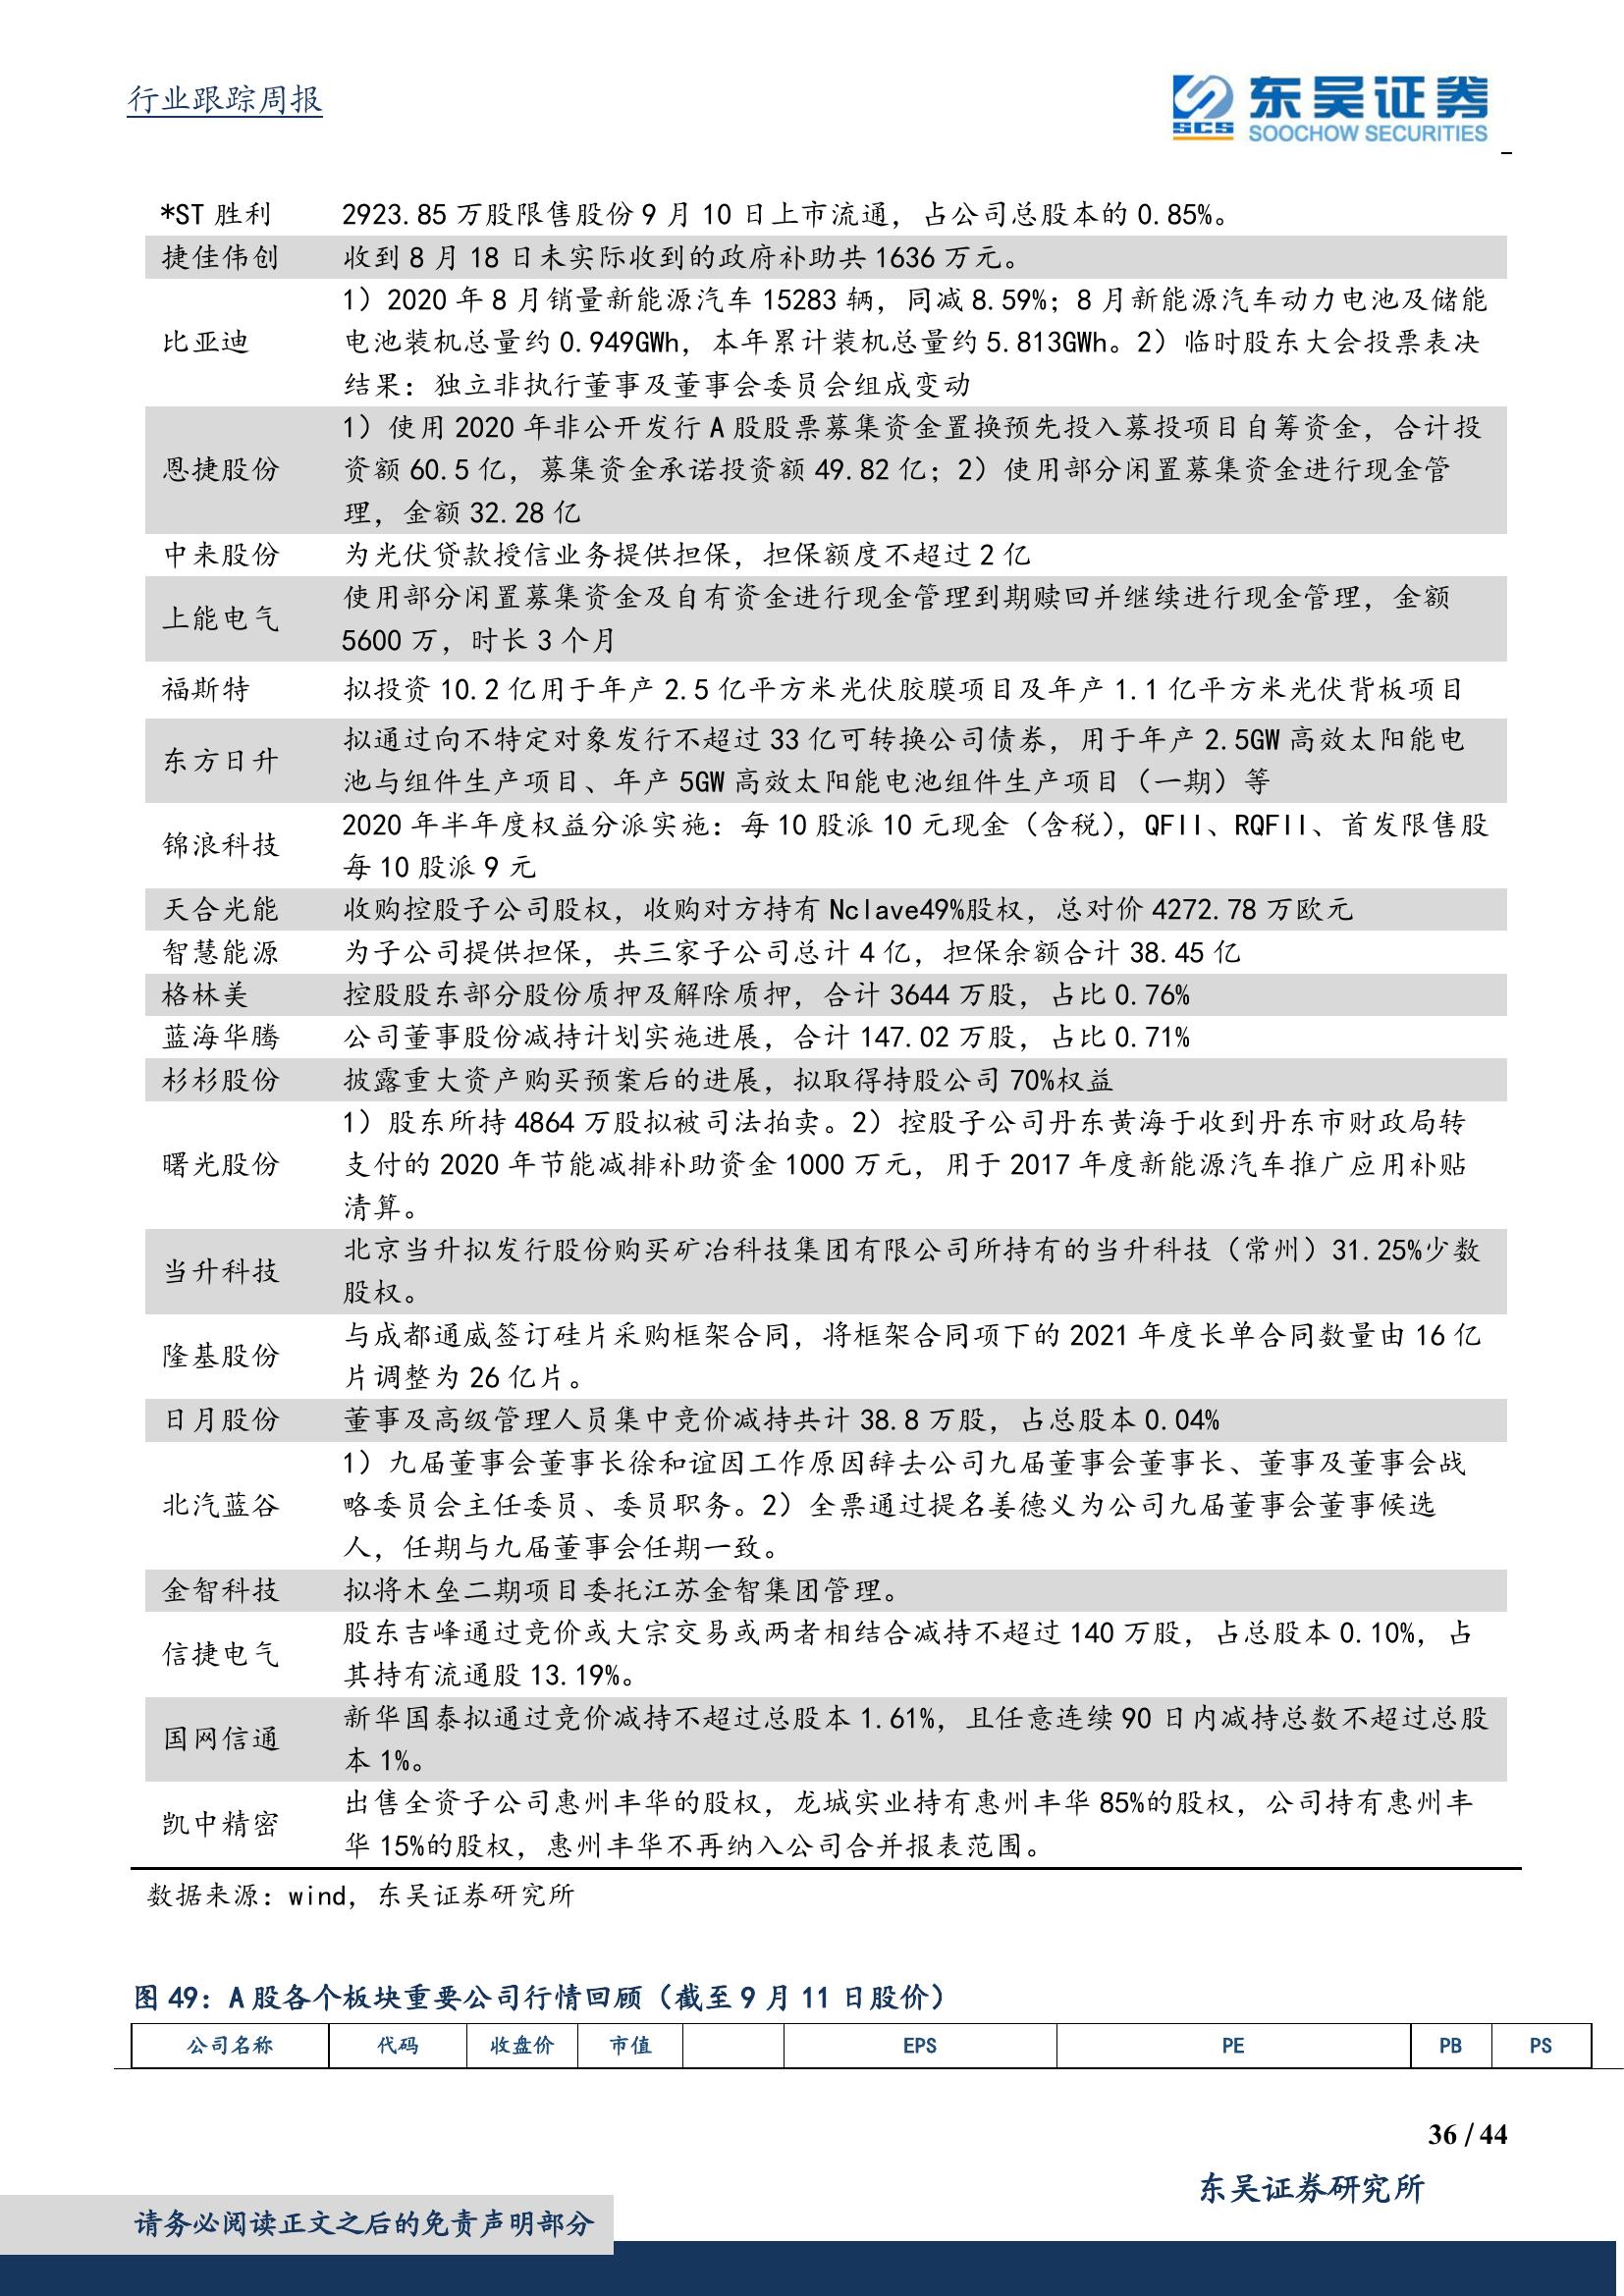 行业跟踪周报
SCS 东吴证券
SOOCHOW SECURITIES
*ST 胜利 2923.85 万股限售股份 9 月 10 日上市流通，占公司总股本的 0.85%。
捷佳伟创 收到 8 月 18 日未实际收到的政府补助共 1636 万元。
1）2020 年 8 月销量新能源汽车 15283 辆，同减 8.59%；8 月新能源汽车动力电池及储能
比亚迪 电池装机总量约 0.949GWh，本年累计装机总量约 5.813GWh。2）临时股东大会投票表决
结果：独立非执行董事及董事会委员会组成变动
1）使用 2020 年非公开发行 A 股股票募集资金置换预先投入募投项目自筹资金，合计投
恩捷股份 资额 60.5 亿，募集资金承诺投资额 49.82 亿；2）使用部分闲置募集资金进行现金管
理，金额 32.28 亿
中来股份 为光伏贷款授信业务提供担保，担保额度不超过 2 亿
上能电气 使用部分闲置募集资金及自有资金进行现金管理到期赎回并继续进行现金管理，金额
5600 万，时长 3 个月
福斯特 拟投资 10.2 亿用于年产 2.5 亿平方米光伏胶膜项目及年产 1.1 亿平方米光伏背板项目
东方日升 拟通过向不特定对象发行不超过 33 亿可转换公司债券，用于年产 2.5GW 高效太阳能电
池与组件生产项目、年产 5GW 高效太阳能电池组件生产项目（一期）等
锦浪科技 2020 年半年度权益分派实施：每 10 股派 10 元现金（含税），QFII、RQFII、首发限售股
每 10 股派 9 元
天合光能 收购控股子公司股权，收购对方持有 Nclave49%股权，总对价 4272.78 万欧元
智慧能源 为子公司提供担保，共三家子公司总计 4 亿，担保余额合计 38.45 亿
格林美 控股股东部分股份质押及解除质押，合计 3644 万股，占比 0.76%
蓝海华腾 公司董事股份减持计划实施进展，合计 147.02 万股，占比 0.71%
杉杉股份 披露重大资产购买预案后的进展，拟取得持股公司 70%权益
1）股东所持 4864 万股拟被司法拍卖。2）控股子公司丹东黄海于收到丹东市财政局转
曙光股份 支付的 2020 年节能减排补助资金 1000 万元，用于 2017 年度新能源汽车推广应用补贴
清算。
当升科技 北京当升拟发行股份购买矿冶科技集团有限公司所持有的当升科技（常州）31.25%少数
股权。
隆基股份 与成都通威签订硅片采购框架合同，将框架合同项下的 2021 年度长单合同数量由 16 亿
片调整为 26 亿片。
日月股份 董事及高级管理人员集中竞价减持共计 38.8 万股，占总股本 0.04%
1）九届董事会董事长徐和谊因工作原因辞去公司九届董事会董事长、董事及董事会战
北汽蓝谷 略委员会主任委员、委员职务。2）全票通过提名姜德义为公司九届董事会董事候选
人，任期与九届董事会任期一致。
金智科技 拟将木垒二期项目委托江苏金智集团管理。
信捷电气 股东吉峰通过竞价或大宗交易或两者相结合减持不超过 140 万股，占总股本 0.10%，占
其持有流通股 13.19%。
国网信通 新华国泰拟通过竞价减持不超过总股本 1.61%，且任意连续 90 日内减持总数不超过总股
本 1%。
凯中精密 出售全资子公司惠州丰华的股权，龙城实业持有惠州丰华 85%的股权，公司持有惠州丰
华 15%的股权，惠州丰华不再纳入公司合并报表范围。
数据来源：wind，东吴证券研究所
图 49：A 股各个板块重要公司行情回顾（截至 9 月 11 日股价）
公司名称 代码 收盘价 市值 EPS PE PB PS
36 / 44
东吴证券研究所
请务必阅读正文之后的免责声明部分